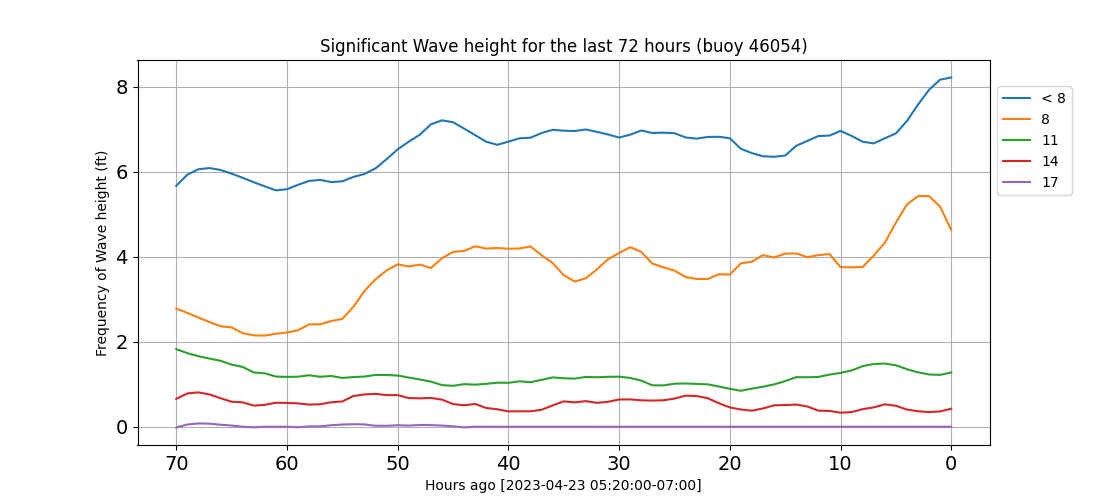 Significant Wave height for the last 72 hours (buoy 46054)
Frequency of Wave height (ft)
8
6
4
2
0
70 60 50 40 30 20 10 0
Hours ago [2023-04-23 05:20:00-07:00]
< 8
8
11
14
17